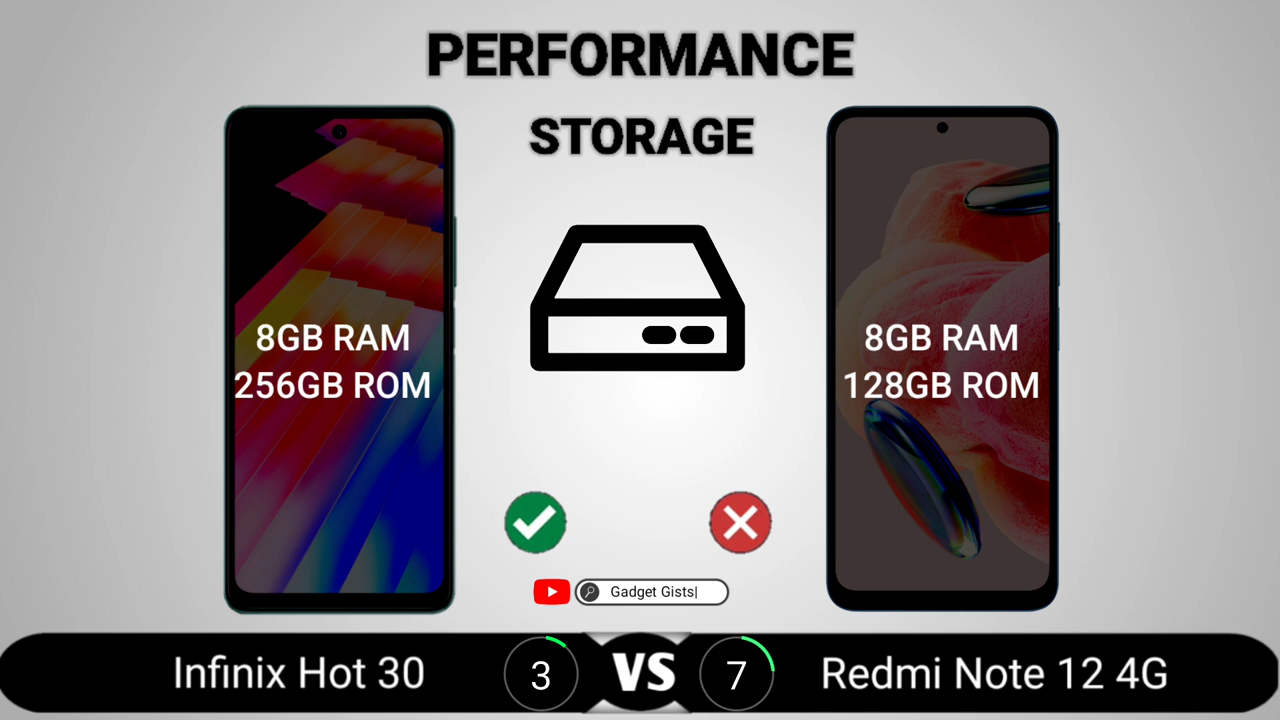 PERFORMANCE
STORAGE
8GB RAM
256GB ROM
8GB RAM
128GB ROM
Gadget Gists|
Infinix Hot 30
3
VS
7
Redmi Note 12 4G